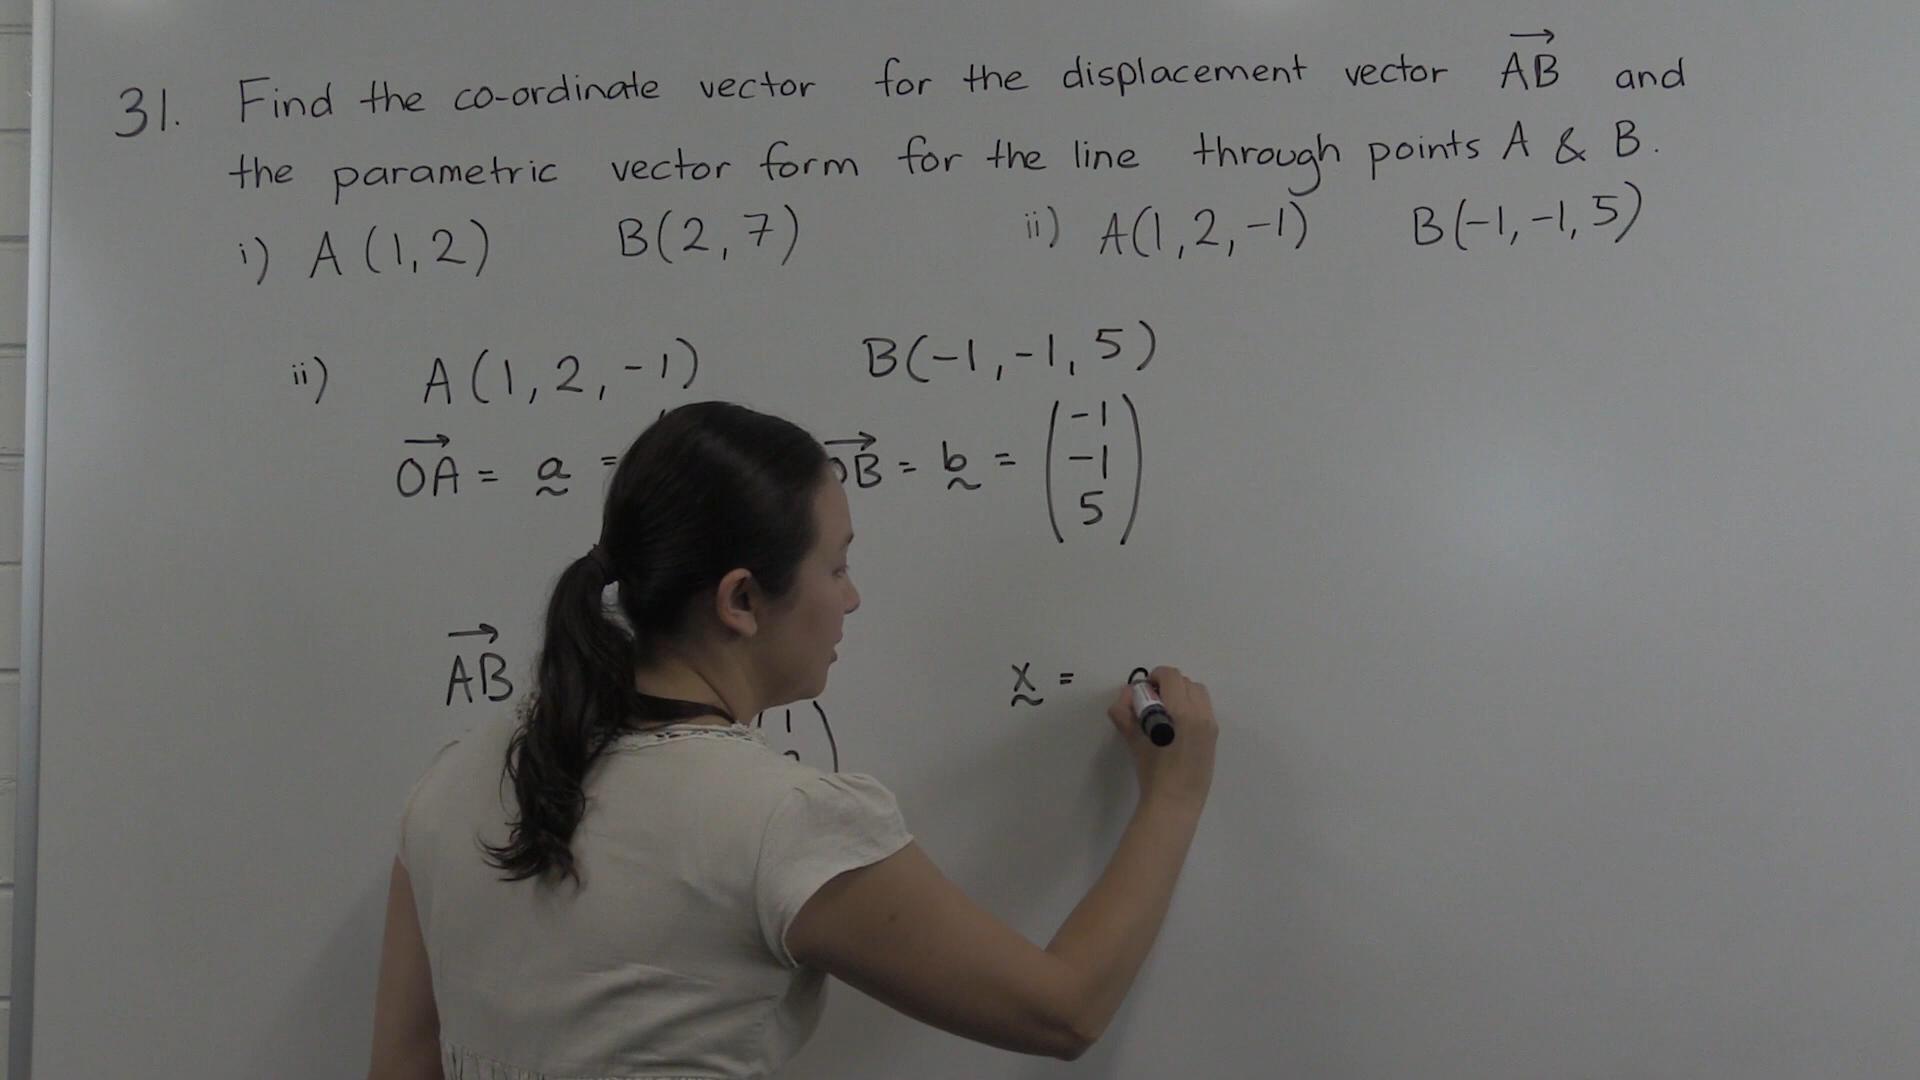 31. Find the co-ordinate vector for the displacement vector AB and
the parametric vector form for the line through points A & B.
i) A(1,2) B(2,7) ii) A(1,2,-1) B(-1,-1,5)
ii) A(1,2,-1) B(-1,-1,5)
OA = a = OB = b = (-1
-1
5)
AB x =
1
)